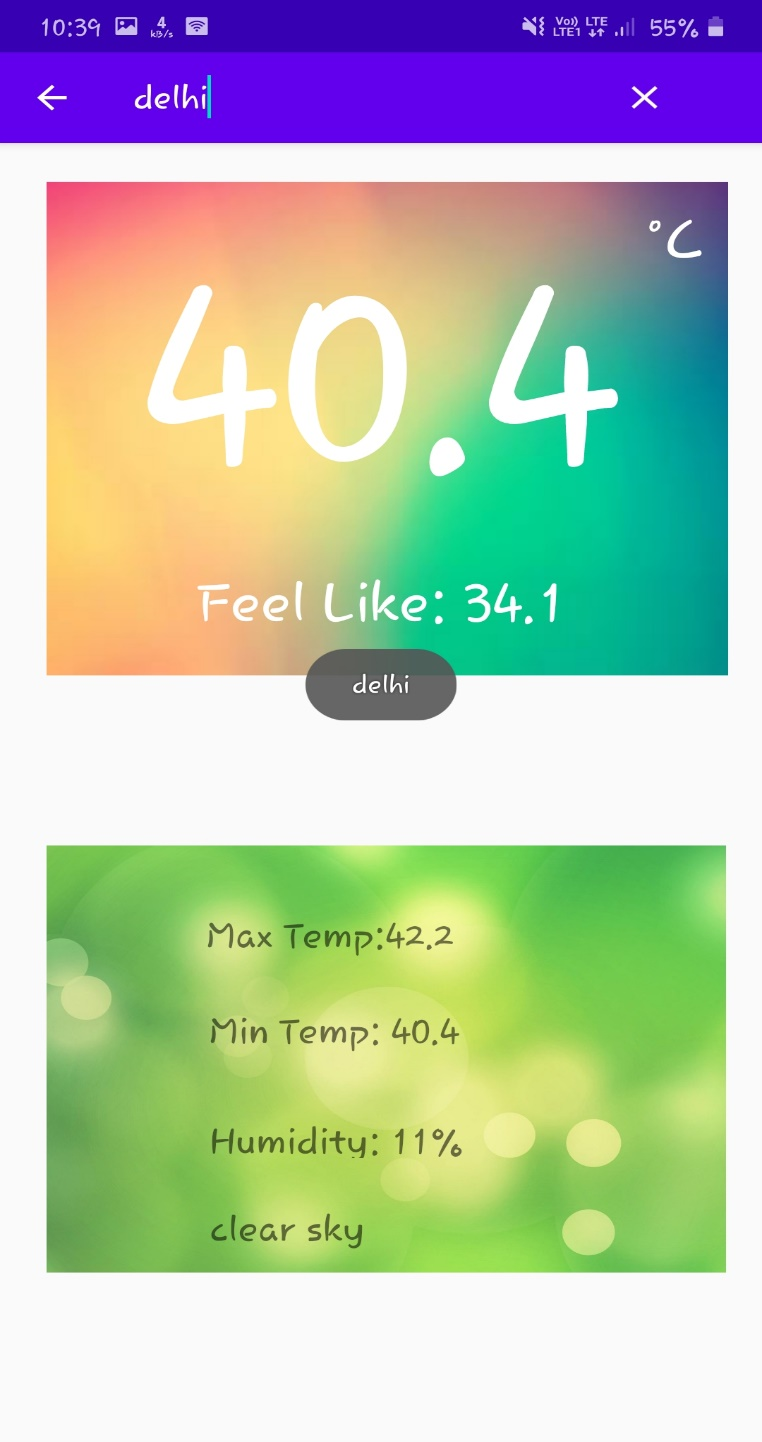 10:39 4 kB/s Vo)) LTE LTE1 55%
delhi
°C
40.4
Feel Like: 34.1
delhi
Max Temp:42.2
Min Temp: 40.4
Humidity: 11%
clear sky